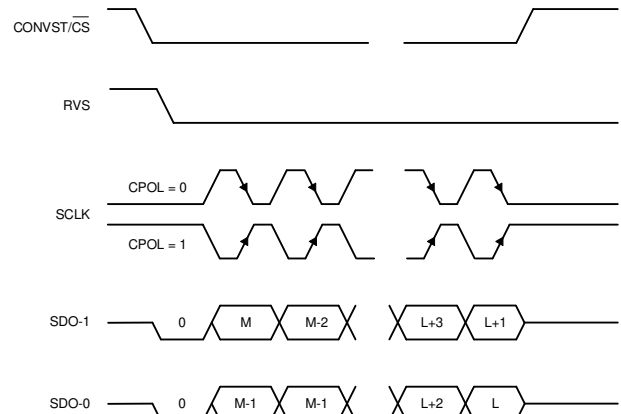 CONVST/CS
RVS
CPOL = 0
SCLK
CPOL = 1
SDO-1 0 M M-2 L+3 L+1
SDO-0 0 M-1 M-1 L+2 L